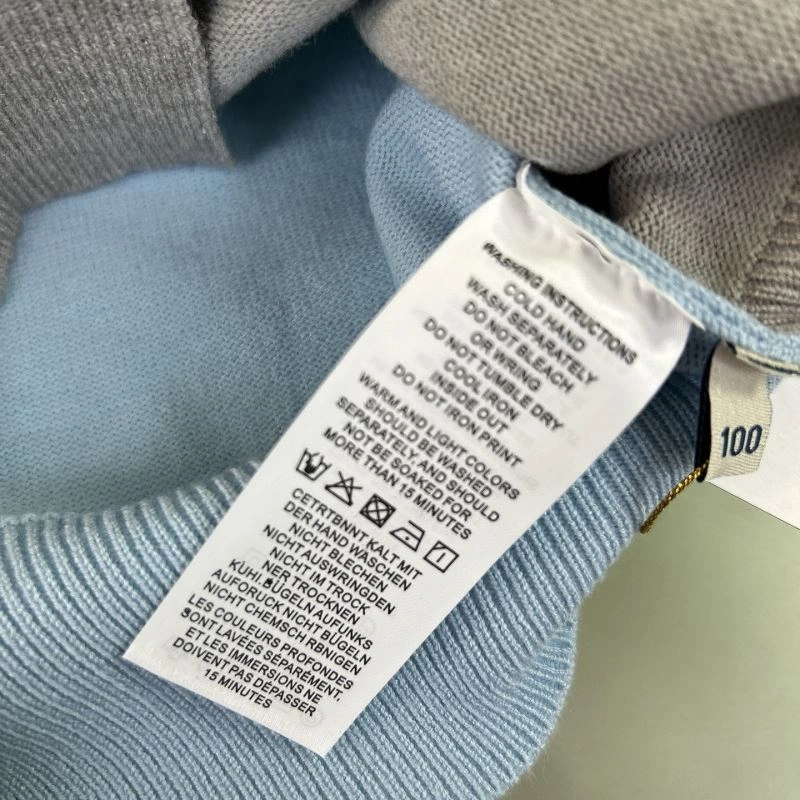 WASHING INSTRUCTIONS
COLD HAND
WASH SEPARATELY
DO NOT BLEACH
OR WRING
DO NOT TUMBLE DRY
COOL IRON
INSIDE OUT
DO NOT IRON PRINT
WARM AND LIGHT COLORS
SHOULD BE WASHED
SEPARATELY AND SHOULD
NOT BE SOAKED FOR
MORE THAN 15 MINUTES
CETRTBNNT KALT MIT
DER HAND WASCHEN
NICHT BLECHEN
NICHT AUSWRINGDEN
NICHT IM TROCK
NER TROCKNEN
KUHI.BÜGELN AUFUNKS
AUFORUCK NICHT BUGELN
NICHT CHEMSCH RBNIGEN
LES COULEURS PROFONDES
SONT LAVÉES SÉPARÉMENT.
ET LES IMMERSIONS NE
DOIVENT PAS DÉPASSER
15 MINUTES
100